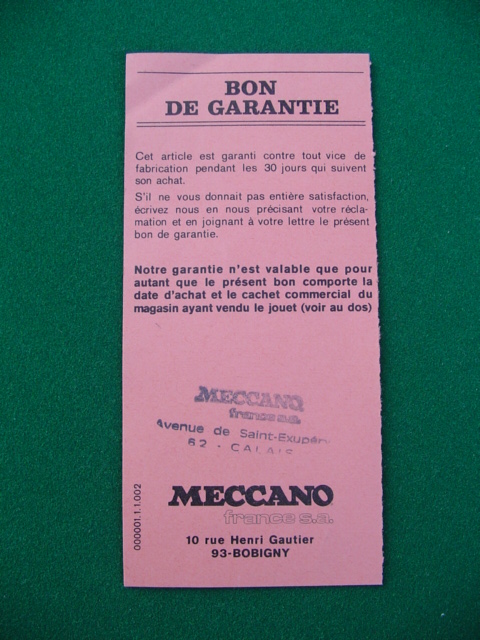 BON
DE GARANTIE
Cet article est garanti contre tout vice de
fabrication pendant les 30 jours qui suivent
son achat.
S'il ne vous donnait pas entière satisfaction,
écrivez nous en nous précisant votre récla-
mation et en joignant à votre lettre le présent
bon de garantie.
Notre garantie n'est valable que pour
autant que le présent bon comporte la
date d'achat et le cachet commercial du
magasin ayant vendu le jouet (voir au dos)
MECCANO
france s.a.
Avenue de Saint-Exupér
62 - CALAIS
MECCANO
france s.a.
10 rue Henri Gautier
93-BOBIGNY
000001.1.1.002